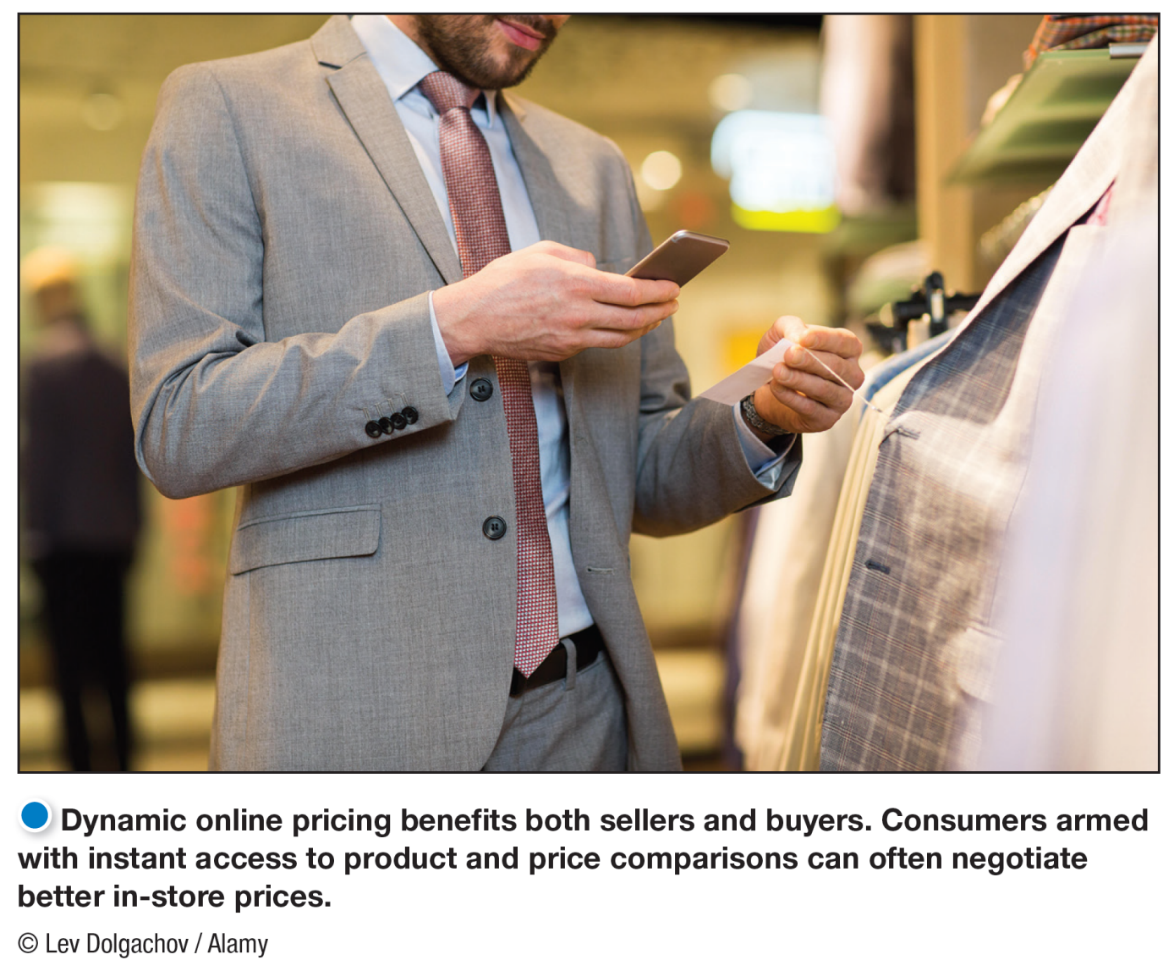 Dynamic online pricing benefits both sellers and buyers. Consumers armed
with instant access to product and price comparisons can often negotiate
better in-store prices.
© Lev Dolgachov / Alamy